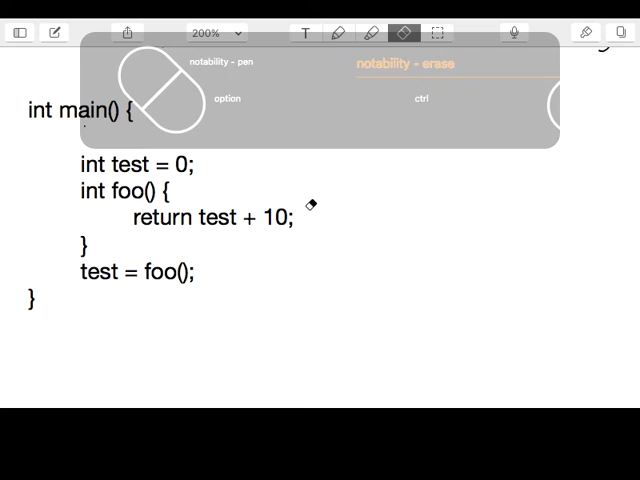 200%
T
notability - pen
notability - erase
option
ctrl
int main() {
int test = 0;
int foo() {
return test + 10;
}
test = foo();
}